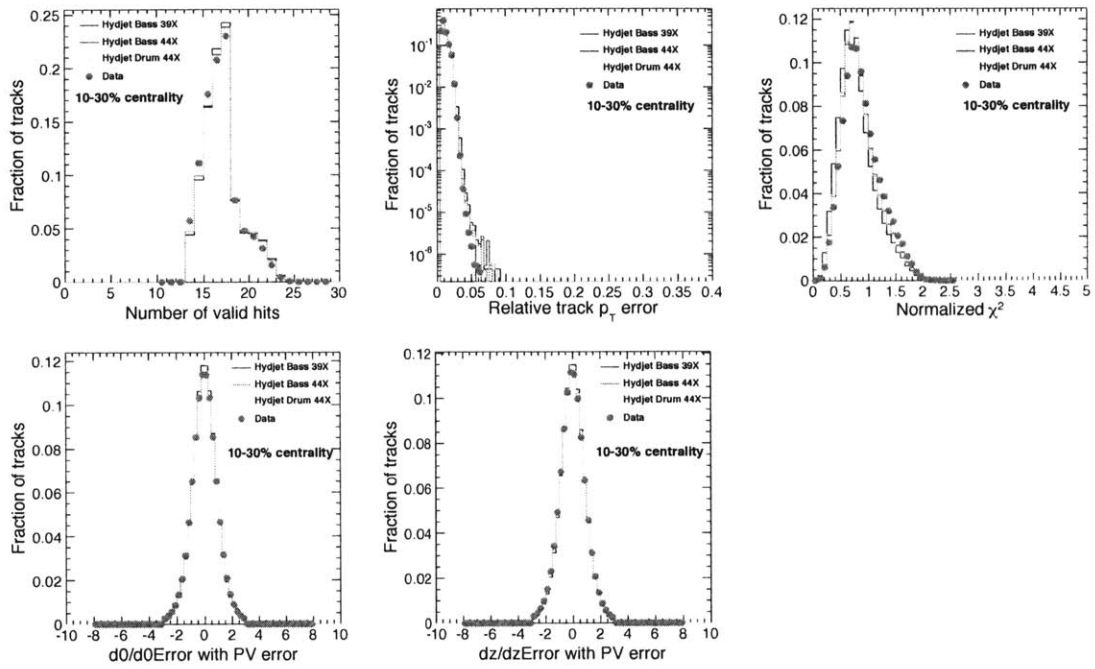 Fraction of tracks
0.25
0.2
0.15
0.1
0.05
0
0 5 10 15 20 25 30
Number of valid hits
Hydjet Bass 39X
Hydjet Bass 44X
Hydjet Drum 44X
Data
10-30% centrality
Fraction of tracks
10⁻¹
10⁻²
10⁻³
10⁻⁴
10⁻⁵
10⁻⁶
0 0.05 0.1 0.15 0.2 0.25 0.3 0.35 0.4
Relative track p_T error
Hydjet Bass 39X
Hydjet Bass 44X
Hydjet Drum 44X
Data
10-30% centrality
Fraction of tracks
0.12
0.1
0.08
0.06
0.04
0.02
0
0 0.5 1 1.5 2 2.5 3 3.5 4 4.5 5
Normalized χ²
Hydjet Bass 39X
Hydjet Bass 44X
Hydjet Drum 44X
Data
10-30% centrality
Fraction of tracks
0.12
0.1
0.08
0.06
0.04
0.02
0
-10 -8 -6 -4 -2 0 2 4 6 8 10
d0/d0Error with PV error
Hydjet Bass 39X
Hydjet Bass 44X
Hydjet Drum 44X
Data
10-30% centrality
Fraction of tracks
0.12
0.1
0.08
0.06
0.04
0.02
0
-10 -8 -6 -4 -2 0 2 4 6 8 10
dz/dzError with PV error
Hydjet Bass 39X
Hydjet Bass 44X
Hydjet Drum 44X
Data
10-30% centrality